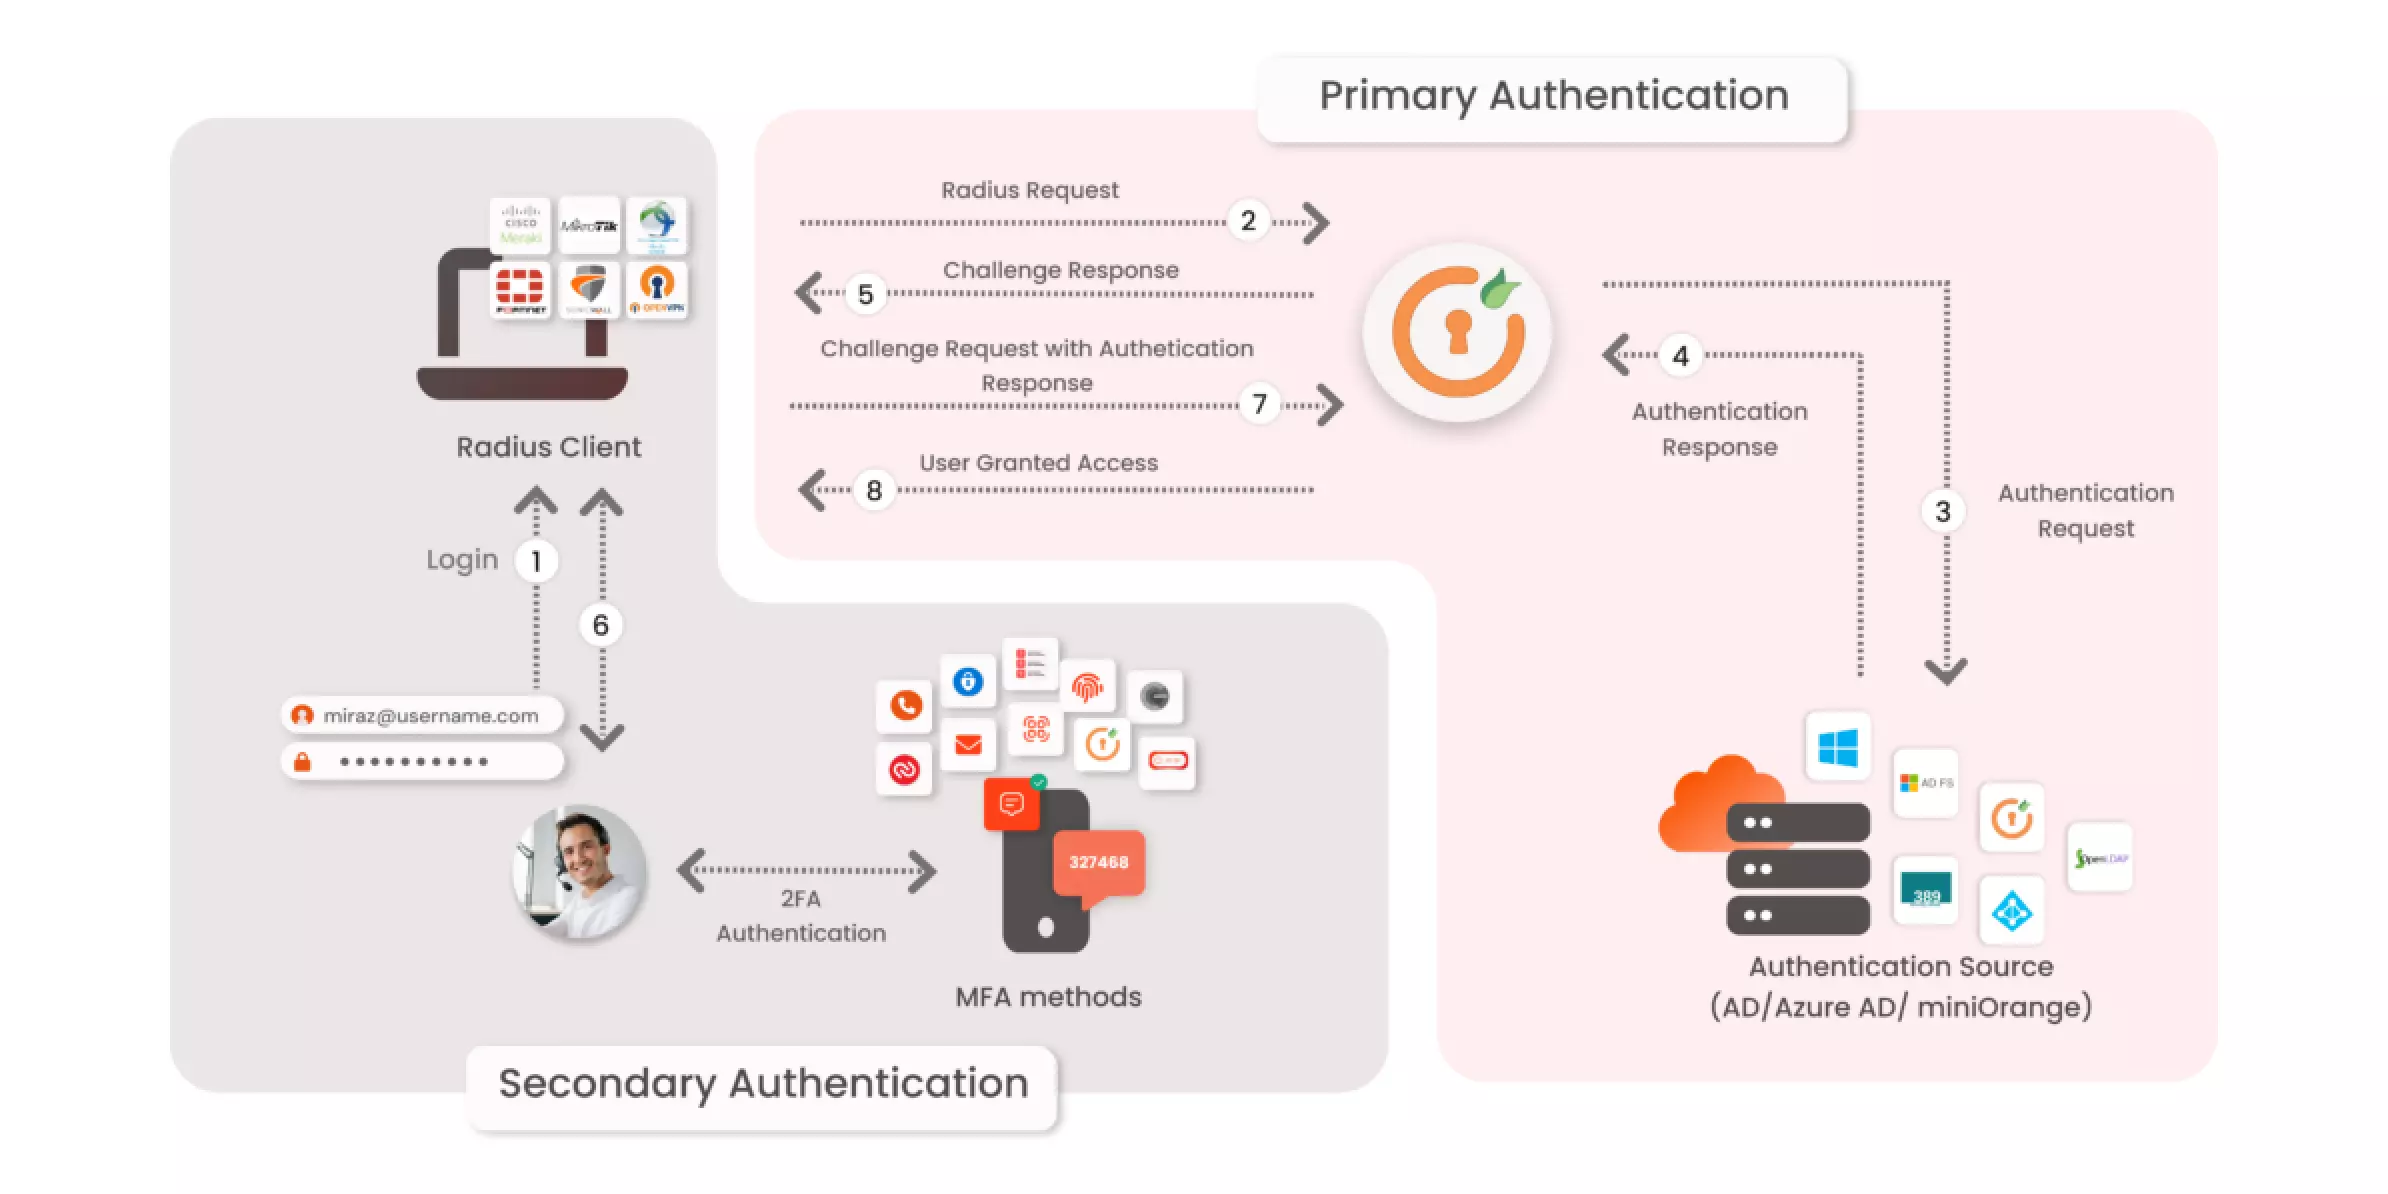 Primary Authentication
CISCO
Meraki
MikroTik
FORTINET
SONICWALL
OPENVPN
Radius Client
Radius Request
2
Challenge Response
5
Challenge Request with Authetication
Response
7
User Granted Access
8
4
Authentication
Response
3
Authentication
Request
Login
1
6
miraz@username.com
2FA
Authentication
327468
MFA methods
AD FS
389
OpenLDAP
Authentication Source
(AD/Azure AD/ miniOrange)
Secondary Authentication